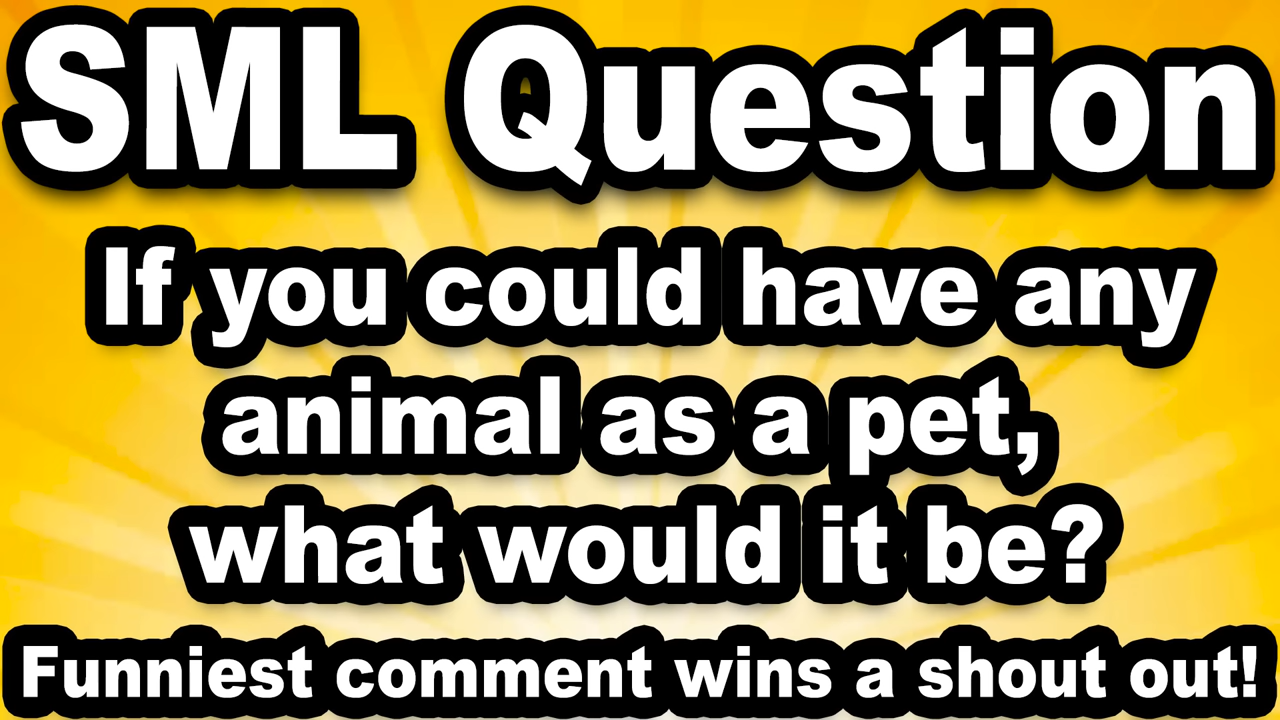 SML Question
If you could have any
animal as a pet,
what would it be?
Funniest comment wins a shout out!